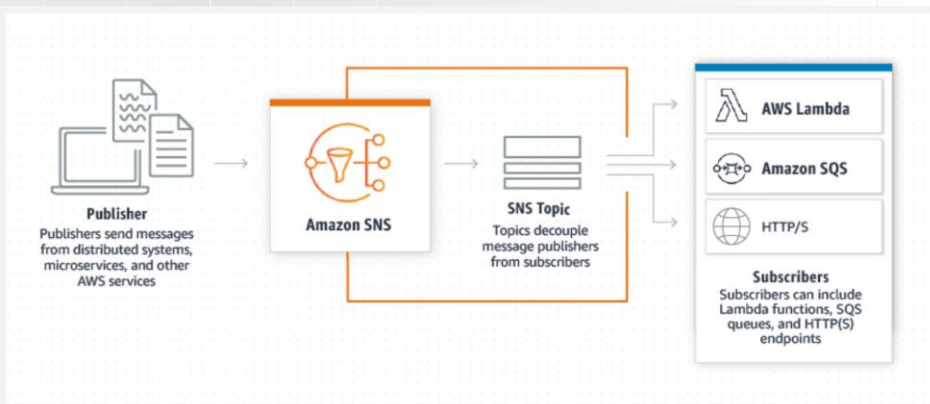 Publisher
Publishers send messages
from distributed systems,
microservices, and other
AWS services
Amazon SNS
SNS Topic
Topics decouple
message publishers
from subscribers
AWS Lambda
Amazon SQS
HTTP/S
Subscribers
Subscribers can include
Lambda functions, SQS
queues, and HTTP(S)
endpoints